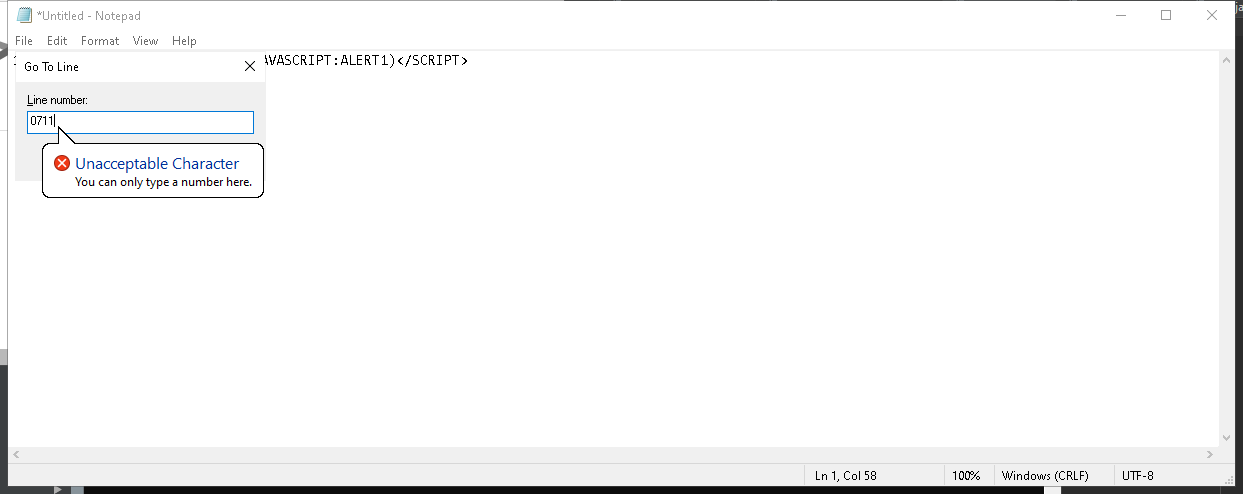 *Untitled - Notepad
File Edit Format View Help
AVASCRIPT:ALERT1)</SCRIPT>
Go To Line
Line number:
0711
Unacceptable Character
You can only type a number here.
Ln 1, Col 58 100% Windows (CRLF) UTF-8